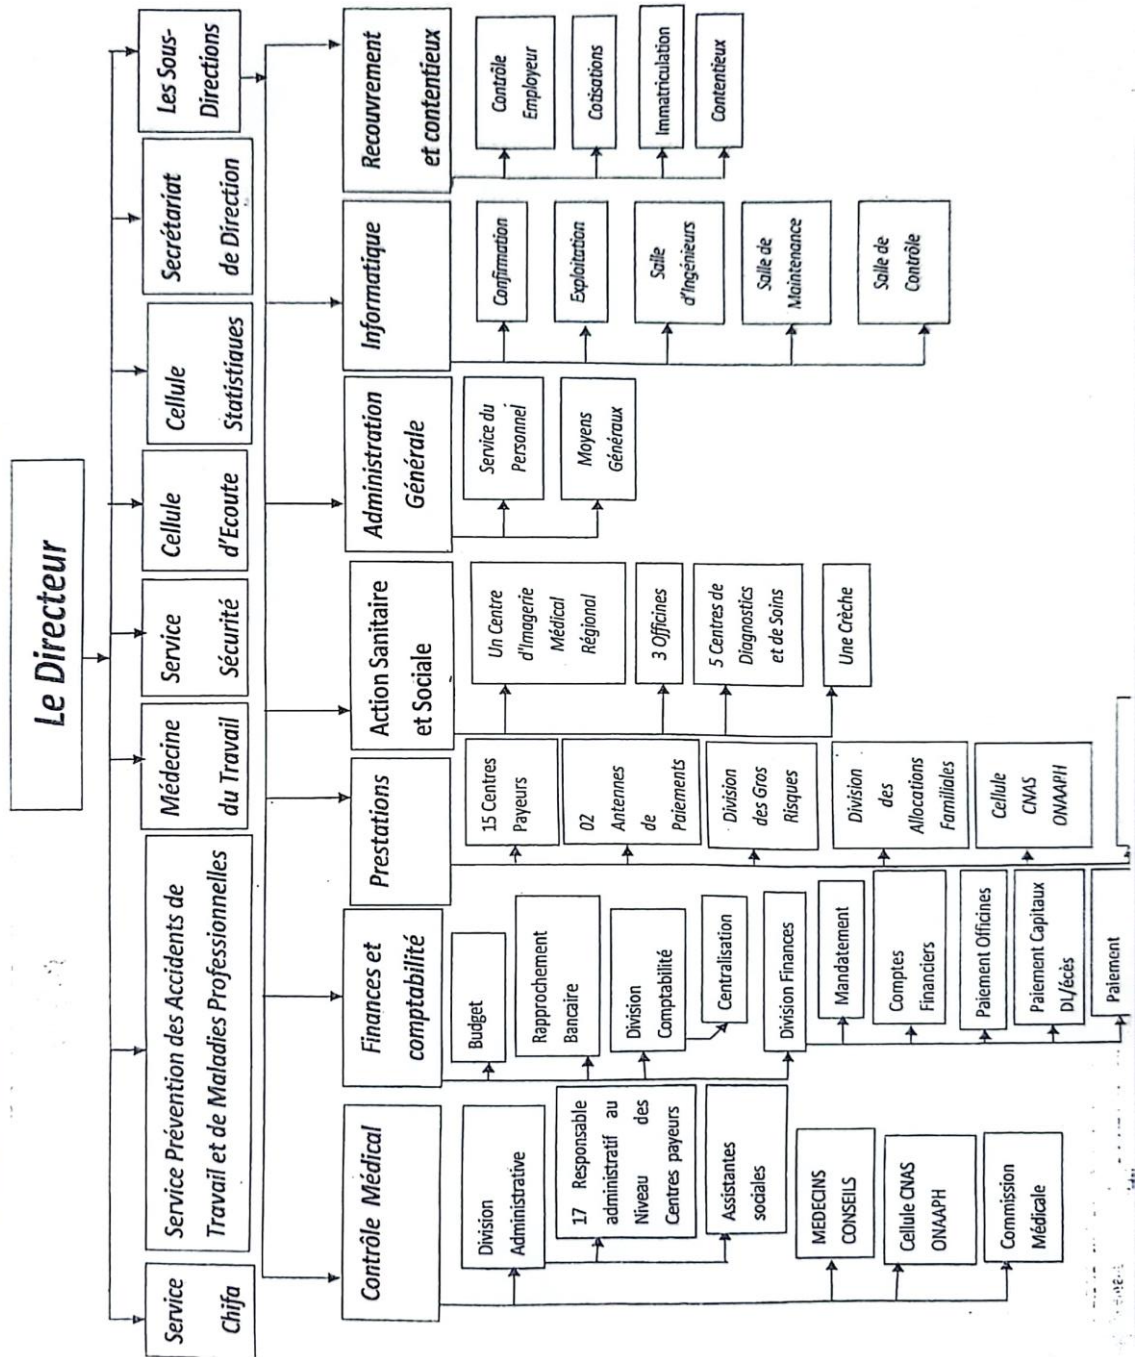 Le Directeur
Service
Chifa
Service Prévention des Accidents de
Travail et de Maladies Professionnelles
Médecine
du Travail
Service
Sécurité
Cellule
d'Ecoute
Cellule
Statistiaues
Secrétariat
de Direction
Les Sous-
Directions
Contrôle Médical
Finances et
comptabilité
Prestations
Action Sanitaire
et Sociale
Administration
Générale
Informatique
Recouvrement
et contentieux
Division
Administrative
17 Responsable
administratif au
Niveau des
Centres payeurs
Assistantes
sociales
MEDECINS
CONSEILS
Cellule CNAS
ONAAPH
Commission
Médicale
Budget
Rapprochement
Bancaire
Division
Comptabilité
Centralisation
Division Finances
Mandatement
Comptes
Financiers
Paiement Officines
Paiement Capitaux
DL/écès
Paiement
15 Centres
Payeurs
02 Antennes
de
Paiements
Division
des Gros
Risques
Division
des
Allocations
Familiales
Cellule
CNAS
ONAAPH
Un Centre
d'Imagerie
Médical
Régional
3 Officines
5 Centres de
Diagnostics
et de Soins
Une Crèche
Service du
Personnel
Moyens
Généraux
Confirmation
Exploitation
Salle
d'Ingénieurs
Salle de
Maintenance
Salle de
Contrôle
Contrôle
Employeur
Cotisations
Immatriculation
Contentieux